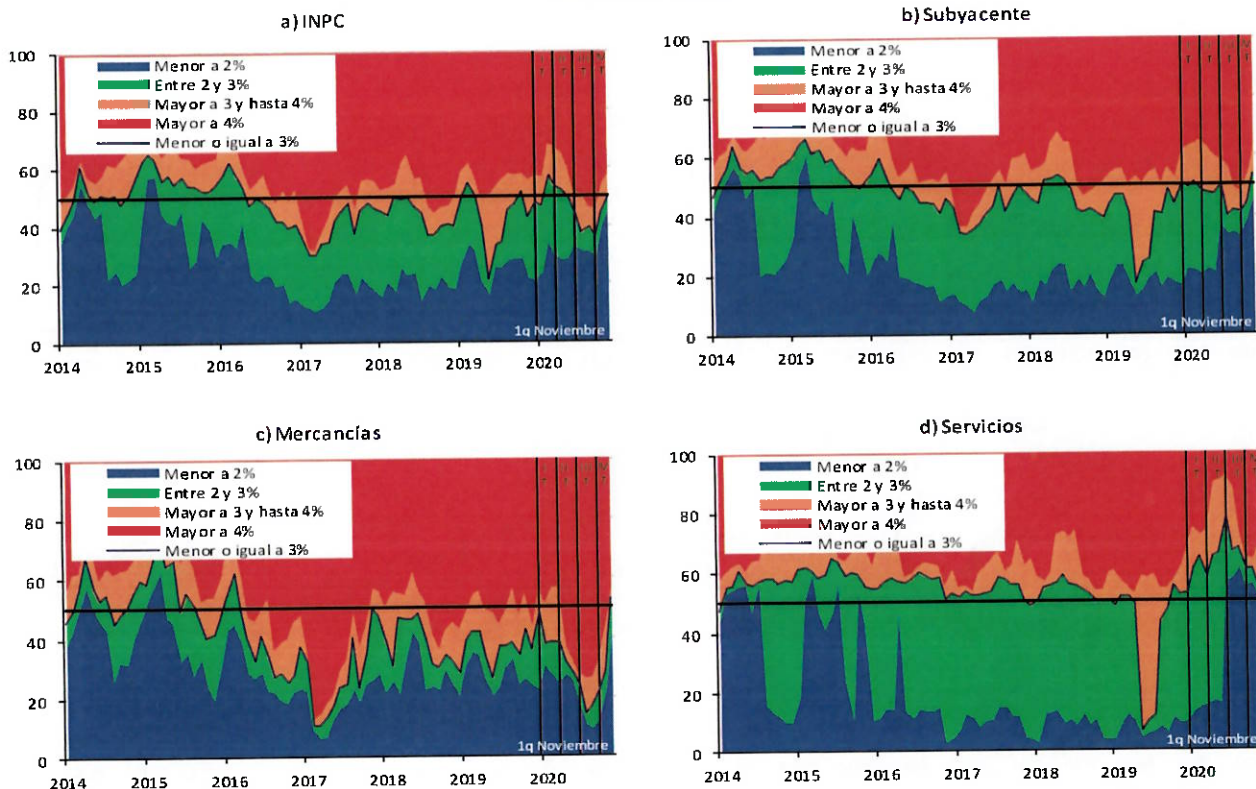 a) INPC
100
80
60
40
20
0
Menor a 2%
Entre 2 y 3%
Mayor a 3 y hasta 4%
Mayor a 4%
Menor o igual a 3%
1q Noviembre
2014 2015 2016 2017 2018 2019 2020
b) Subyacente
100
80
60
40
20
0
Menor a 2%
Entre 2 y 3%
Mayor a 3 y hasta 4%
Mayor a 4%
Menor o igual a 3%
1q Noviembre
2014 2015 2016 2017 2018 2019 2020
c) Mercancías
100
80
60
40
20
0
Menor a 2%
Entre 2 y 3%
Mayor a 3 y hasta 4%
Mayor a 4%
Menor o igual a 3%
1q Noviembre
2014 2015 2016 2017 2018 2019 2020
d) Servicios
100
80
60
40
20
0
Menor a 2%
Entre 2 y 3%
Mayor a 3 y hasta 4%
Mayor a 4%
Menor o igual a 3%
1q Noviembre
2014 2015 2016 2017 2018 2019 2020